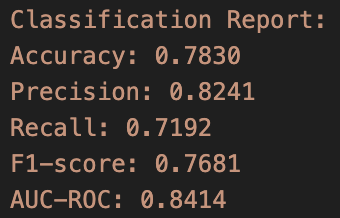 Classification Report:
Accuracy: 0.7830
Precision: 0.8241
Recall: 0.7192
F1-score: 0.7681
AUC-ROC: 0.8414